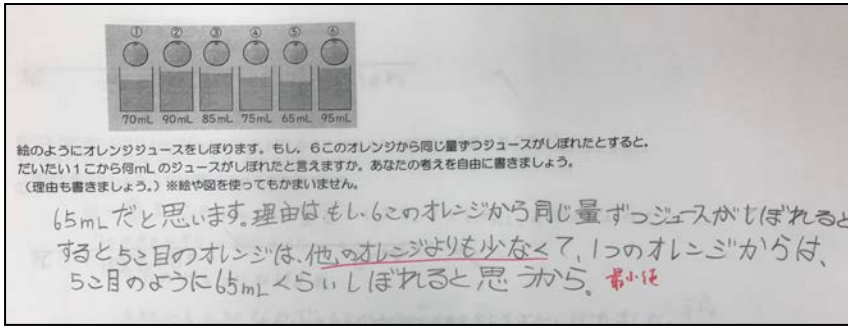 ① ② ③ ④ ⑤ ⑥
70mL 90mL 85mL 75mL 65mL 95mL
絵のようにオレンジジュースをしぼります。もし、6このオレンジから同じ量ずつジュースがしぼれたとすると、
だいたい1こから何mLのジュースがしぼれたと言えますか。あなたの考えを自由に書きましょう。
(理由も書きましょう。)※絵や図を使ってもかまいません。
65mLだと思います。理由は、もし、6このオレンジから同じ量ずつジュースがしぼれると
すると5こ目のオレンジは、他のオレンジよりも少なくて、1つのオレンジからは、
5こ目のように65mLくらいしぼれると思うから。
最小値